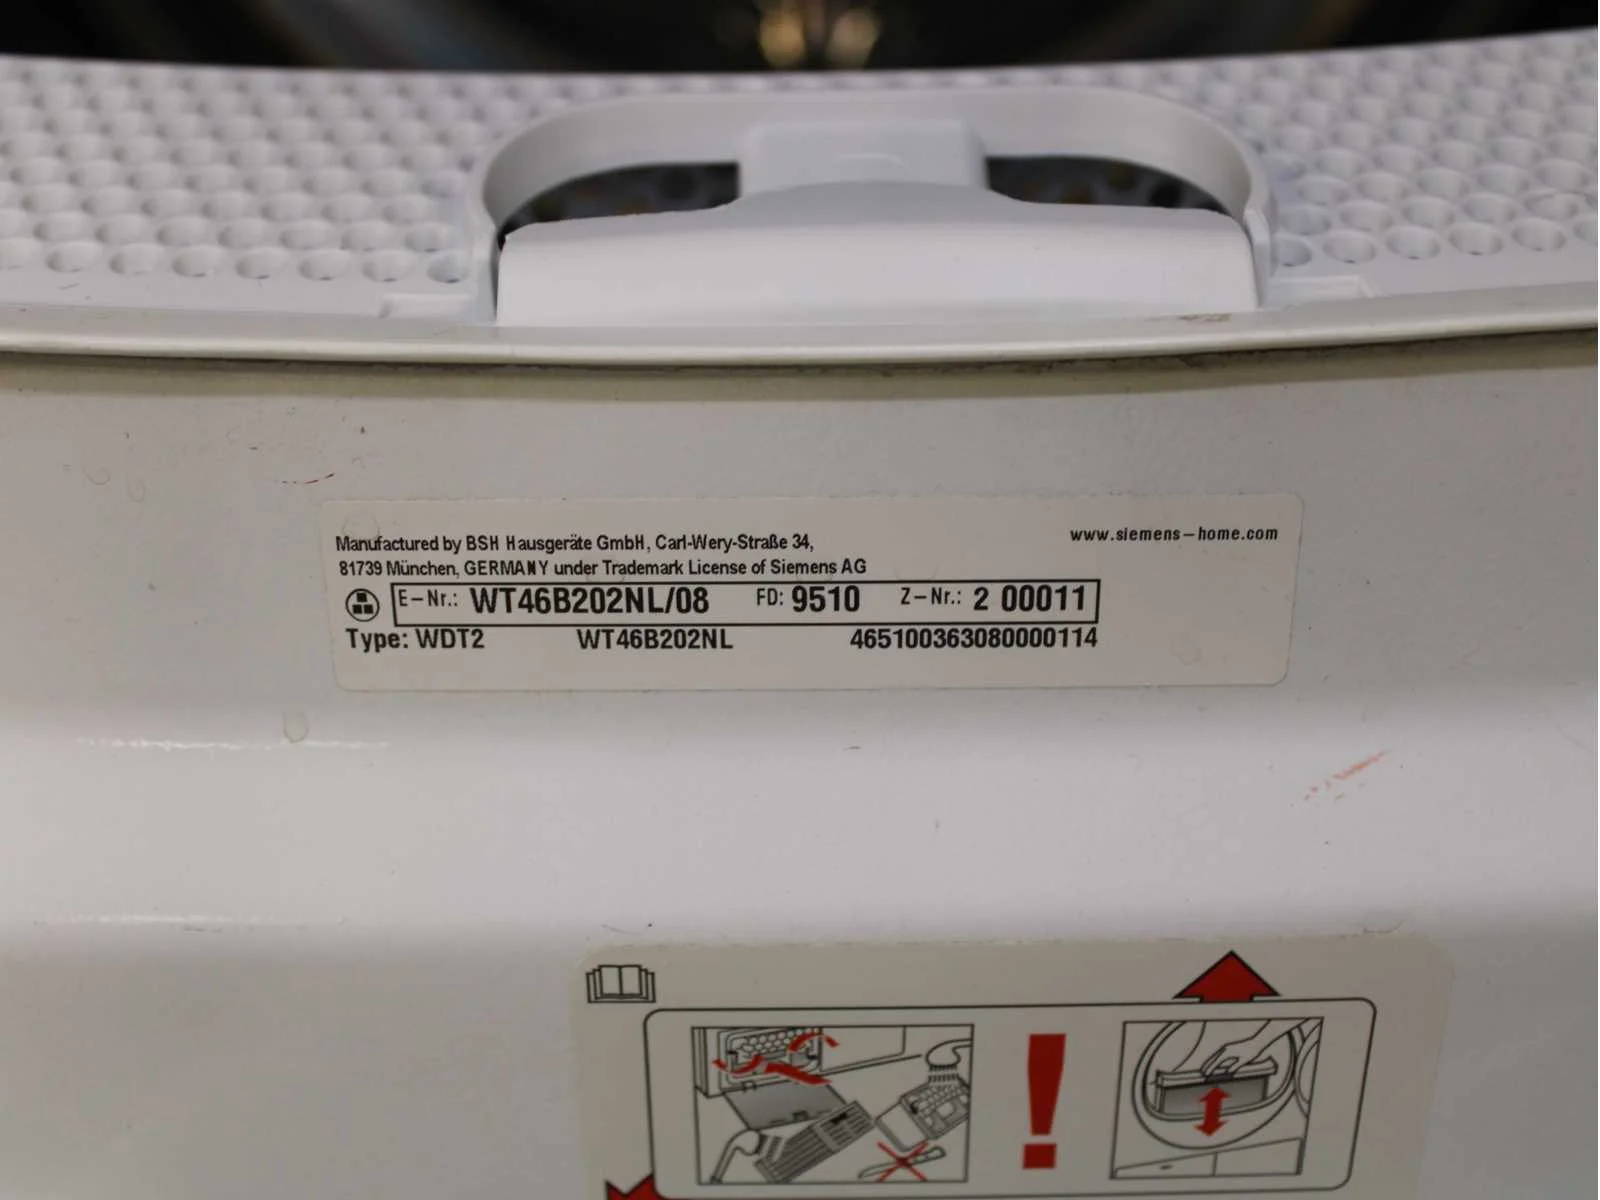 Manufactured by BSH Hausgeräte GmbH, Carl-Wery-Straße 34,
www.siemens-home.com
81739 München, GERMANY under Trademark License of Siemens AG
E-Nr.: WT46B202NL/08 FD: 9510 Z-Nr.: 2 00011
Type: WDT2 WT46B202NL 465100363080000114
!